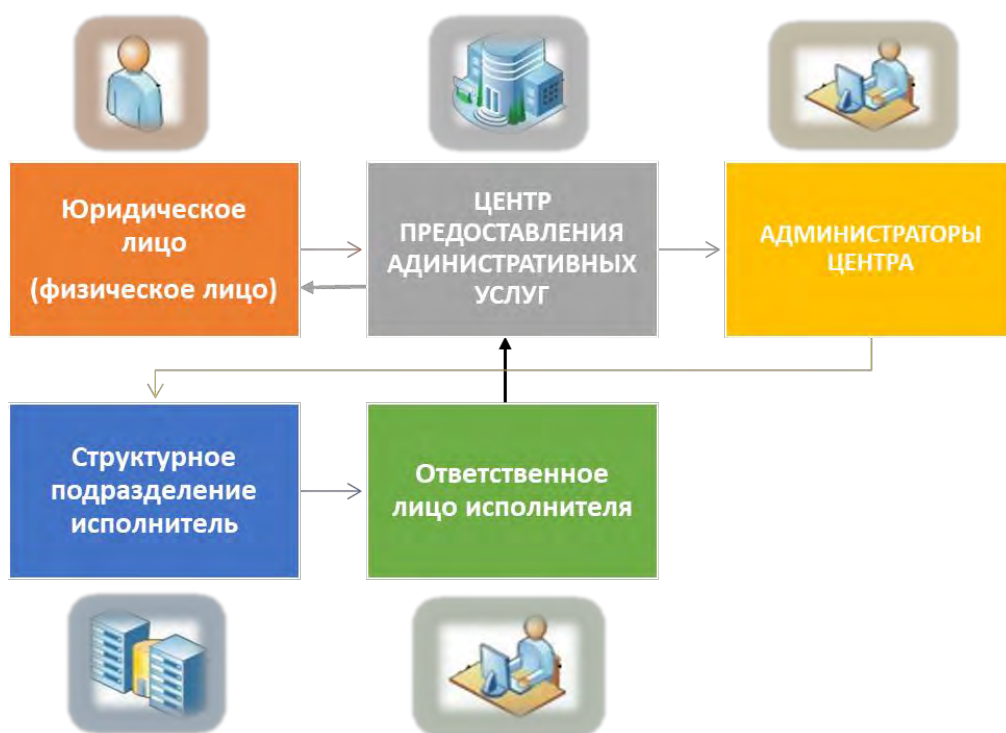 Юридическое
лицо
(физическое лицо)
ЦЕНТР
ПРЕДОСТАВЛЕНИЯ
АДИНИСТРАТИВНЫХ
УСЛУГ
АДМИНИСТРАТОРЫ
ЦЕНТРА
Структурное
подразделение
исполнитель
Ответственное
лицо исполнителя